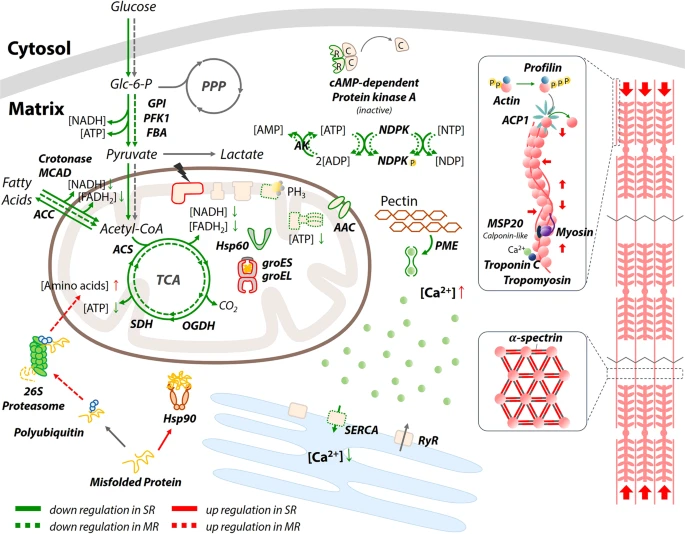 Glucose
Cytosol
Glc-6-P
PPP
Matrix
GPI
PFK1
FBA
[NADH]
[ATP]
Pyruvate
Lactate
R
R
C
C
C
cAMP-dependent
Protein kinase A
(inactive)
[AMP]
[ATP]
NDPK
[NTP]
AK
2[ADP]
NDPK P
[NDP]
Crotonase
MCAD
Fatty
Acids
[NADH]↓
[FADH2]↓
ACC
Acetyl-CoA
ACS
[NADH]↓
[FADH2]↓
PH3
[ATP]↓
AAC
Hsp60
groES
groEL
TCA
[Amino acids]↑
[ATP]↓
CO2
SDH
OGDH
Pectin
PME
[Ca2+]↑
26S
Proteasome
Polyubiquitin
Misfolded Protein
Hsp90
SERCA
RyR
[Ca2+]↓
Profilin
P P
P P P
Actin
ACP1
MSP20
Calponin-like
Myosin
Ca2+
Troponin C
Tropomyosin
α-spectrin
down regulation in SR
up regulation in SR
down regulation in MR
up regulation in MR